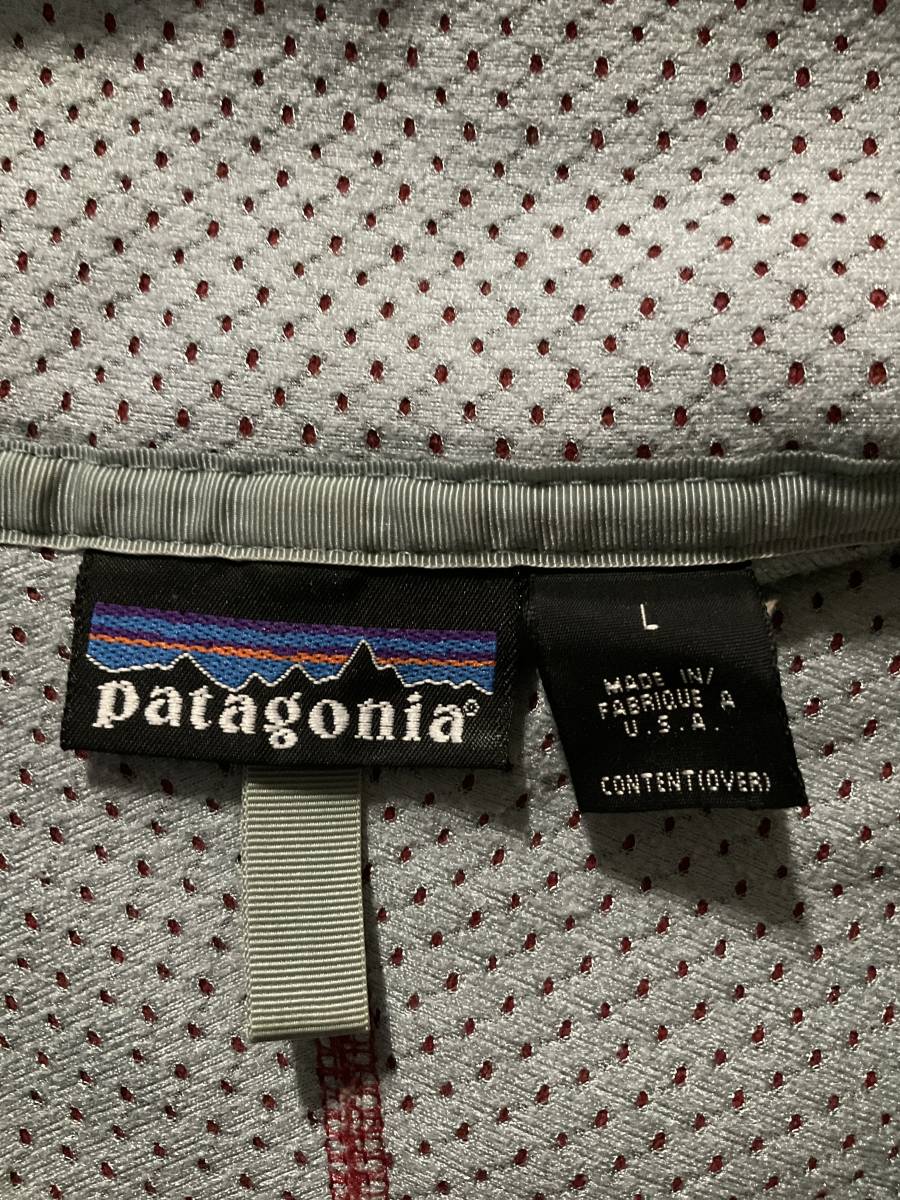 patagonia®
L
MADE IN/
FABRIQUE A
U.S.A.
CONTENT(OVER)